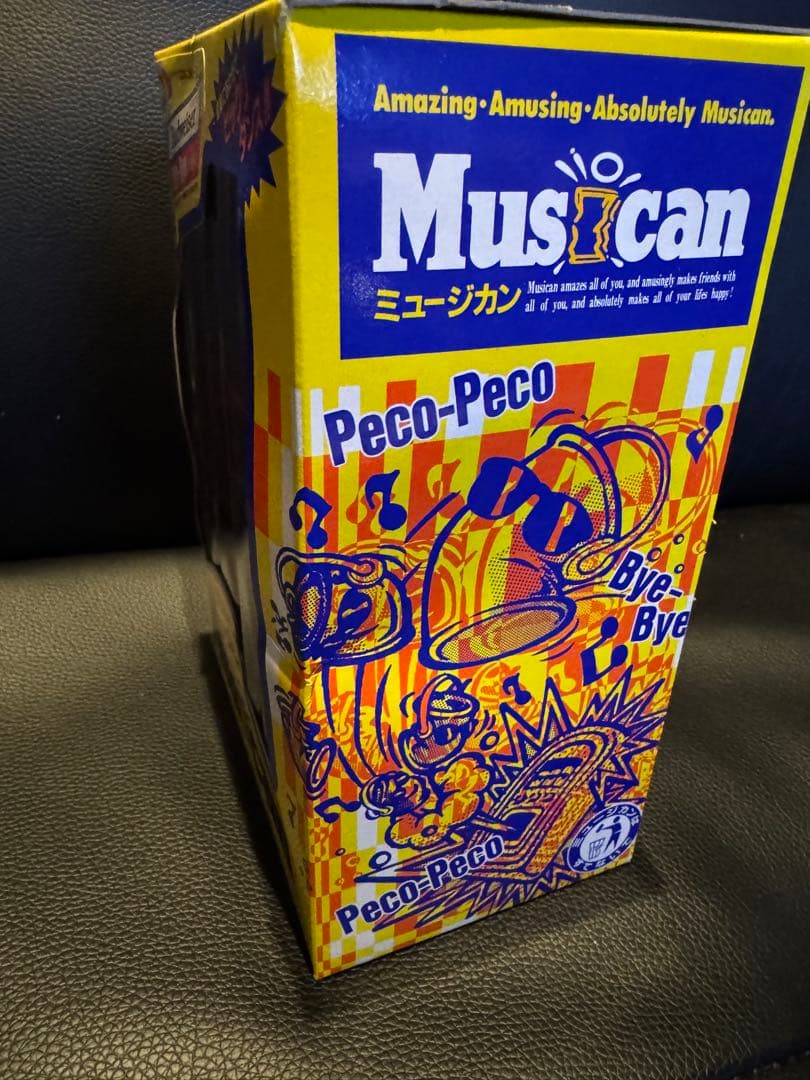 Amazing·Amusing·Absolutely Musican.
Musican
ミュージカン
Musican amazes all of you, and amusingly makes friends with
all of you, and absolutely makes all of your lifes happy!
Peco-Peco
Bye-
Bye
Peco-Peco